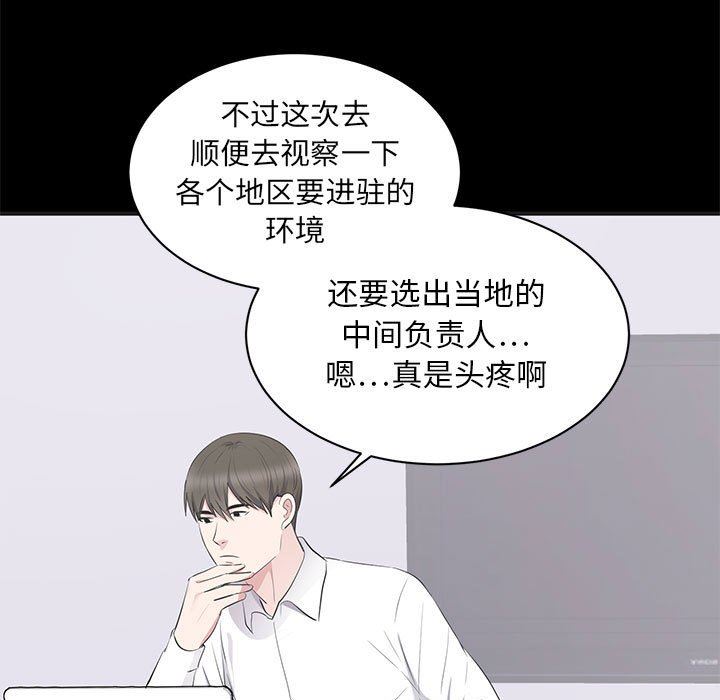 不过这次去
顺便去视察一下
各个地区要进驻的
环境
还要选出当地的
中间负责人...
嗯...真是头疼啊